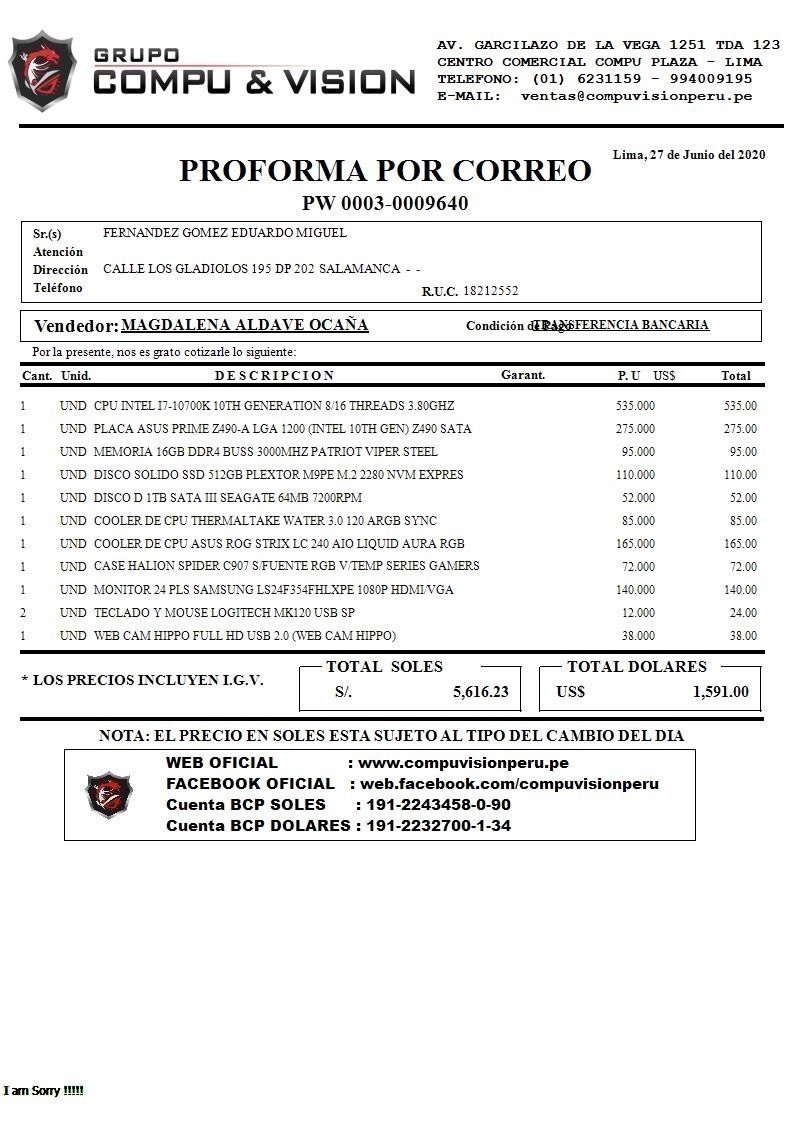 GRUPO
COMPU & VISION
AV. GARCILAZO DE LA VEGA 1251 TDA 123
CENTRO COMERCIAL COMPU PLAZA - LIMA
TELEFONO: (01) 6231159 - 994009195
E-MAIL: ventas@compuvisionperu.pe
Lima, 27 de Junio del 2020
PROFORMA POR CORREO
PW 0003-0009640
Sr.(s) FERNANDEZ GOMEZ EDUARDO MIGUEL
Atención
Dirección CALLE LOS GLADIOLOS 195 DP 202 SALAMANCA - -
Teléfono
R.U.C. 18212552
Vendedor: MAGDALENA ALDAVE OCAÑA Condición de Pago TRANSFERENCIA BANCARIA
Por la presente, nos es grato cotizarle lo siguiente:
Cant. Unid. DESCRIPCION Garant. P. U US$ Total
1 UND CPU INTEL I7-10700K 10TH GENERATION 8/16 THREADS 3.80GHZ 535.000 535.00
1 UND PLACA ASUS PRIME Z490-A LGA 1200 (INTEL 10TH GEN) Z490 SATA 275.000 275.00
1 UND MEMORIA 16GB DDR4 BUSS 3000MHZ PATRIOT VIPER STEEL 95.000 95.00
1 UND DISCO SOLIDO SSD 512GB PLEXTOR M9PE M.2 2280 NVM EXPRES 110.000 110.00
1 UND DISCO D 1TB SATA III SEAGATE 64MB 7200RPM 52.000 52.00
1 UND COOLER DE CPU THERMALTAKE WATER 3.0 120 ARGB SYNC 85.000 85.00
1 UND COOLER DE CPU ASUS ROG STRIX LC 240 AIO LIQUID AURA RGB 165.000 165.00
1 UND CASE HALION SPIDER C907 S/FUENTE RGB V/TEMP SERIES GAMERS 72.000 72.00
1 UND MONITOR 24 PLS SAMSUNG LS24F354FHLXPE 1080P HDMI/VGA 140.000 140.00
2 UND TECLADO Y MOUSE LOGITECH MK120 USB SP 12.000 24.00
1 UND WEB CAM HIPPO FULL HD USB 2.0 (WEB CAM HIPPO) 38.000 38.00
* LOS PRECIOS INCLUYEN I.G.V.
TOTAL SOLES
S/. 5,616.23
TOTAL DOLARES
US$ 1,591.00
NOTA: EL PRECIO EN SOLES ESTA SUJETO AL TIPO DEL CAMBIO DEL DIA
WEB OFICIAL : www.compuvisionperu.pe
FACEBOOK OFICIAL : web.facebook.com/compuvisionperu
Cuenta BCP SOLES : 191-2243458-0-90
Cuenta BCP DOLARES : 191-2232700-1-34
I am Sorry !!!!!